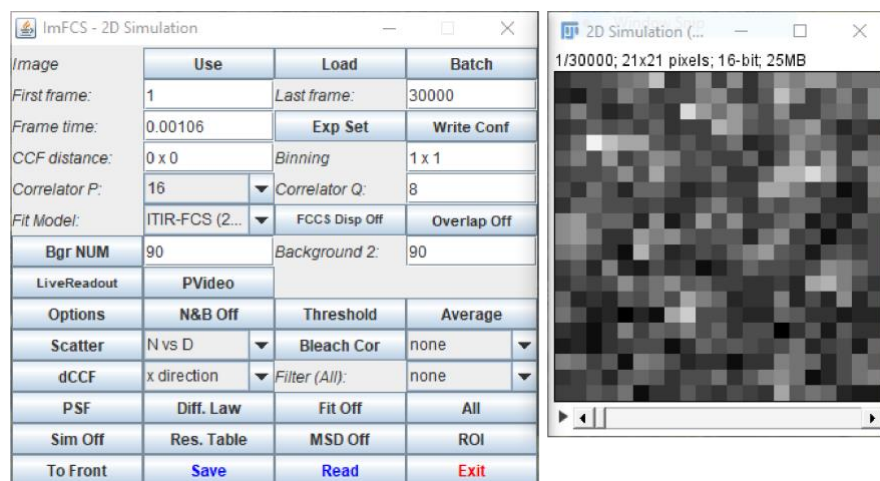 ImFCS - 2D Simulation
Image Use Load Batch
First frame: 1 Last frame: 30000
Frame time: 0.00106 Exp Set Write Conf
CCF distance: 0 x 0 Binning 1 x 1
Correlator P: 16 Correlator Q: 8
Fit Model: ITIR-FCS (2... FCCS Disp Off Overlap Off
Bgr NUM 90 Background 2: 90
LiveReadout PVideo
Options N&B Off Threshold Average
Scatter N vs D Bleach Cor none
dCCF x direction Filter (All): none
PSF Diff. Law Fit Off All
Sim Off Res. Table MSD Off ROI
To Front Save Read Exit
2D Simulation (...
1/30000; 21x21 pixels; 16-bit; 25MB